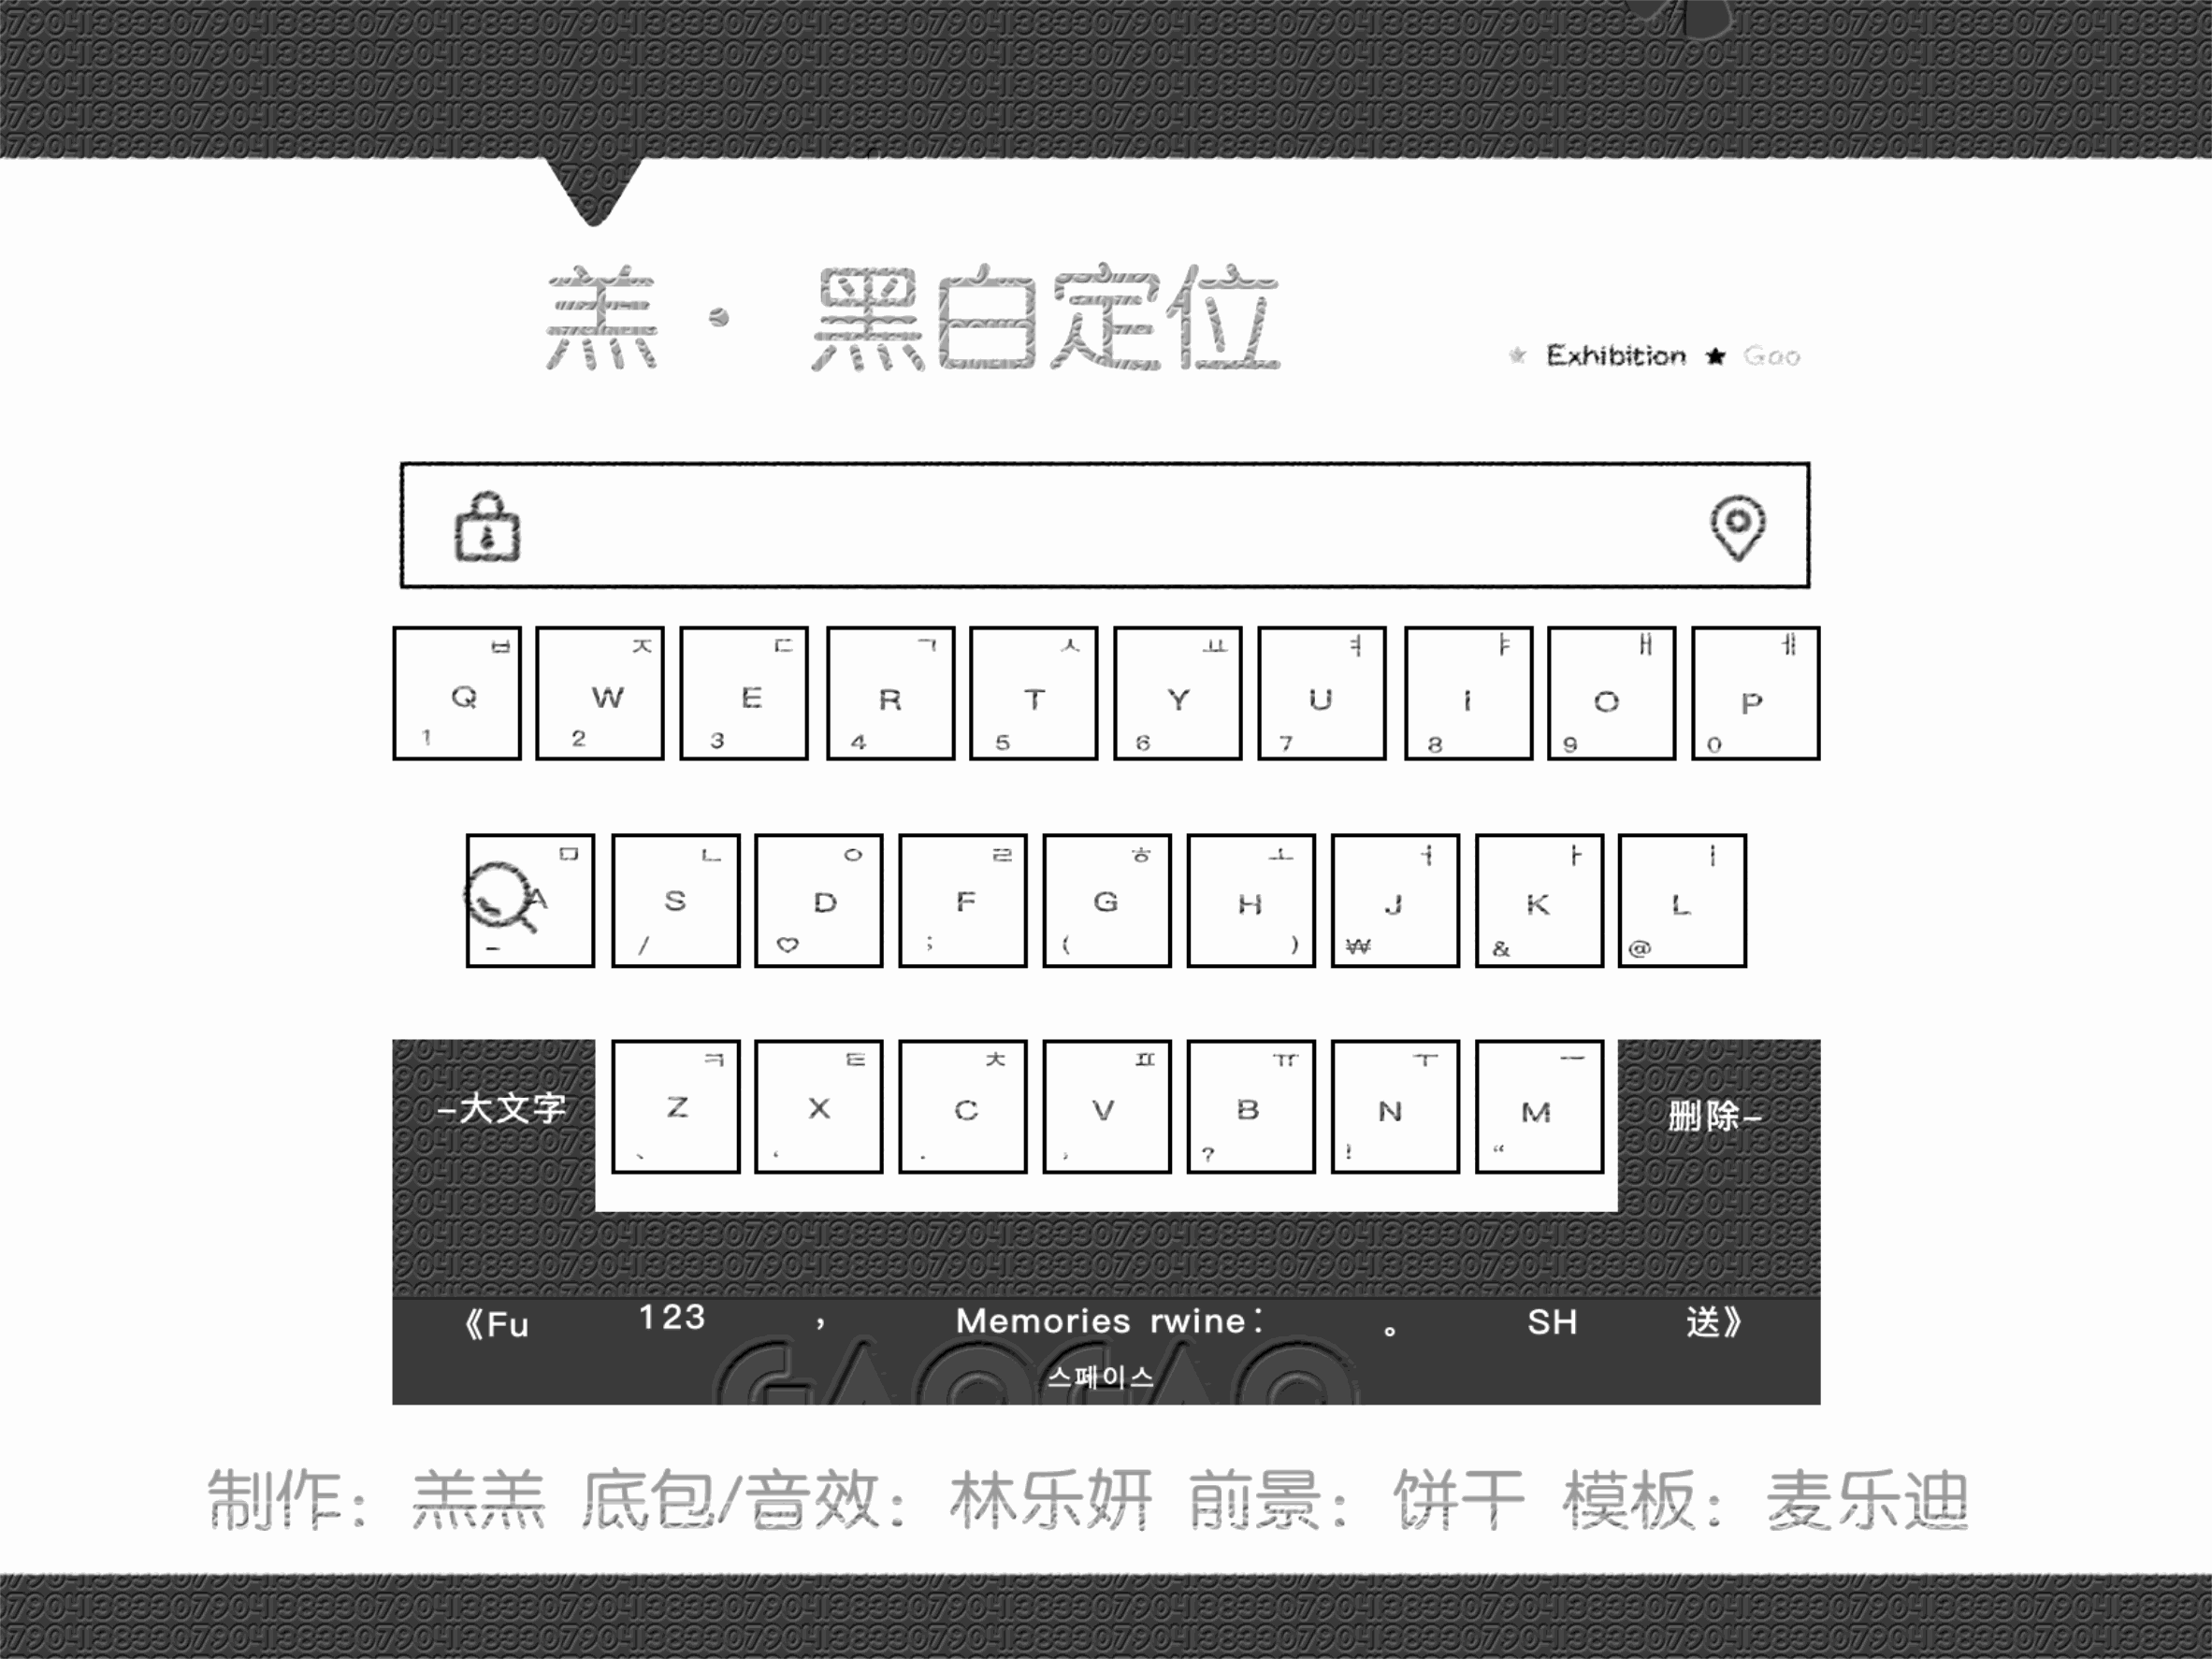 羔 · 黑白定位
★ Exhibition ★ Gao
ㅂ ㅈ ㄷ ㄱ ㅅ ㅛ ㅕ ㅑ ㅐ ㅔ
Q W E R T Y U I O P
1 2 3 4 5 6 7 8 9 0
ㅁ ㄴ ㅇ ㄹ ㅎ ㅗ ㅓ ㅏ ㅣ
A S D F G H J K L
- / ♡ ; ( ) ₩ & @
ㅋ ㅌ ㅊ ㅍ ㅠ ㅜ ㅡ
–大文字 Z X C V B N M 删除–
、 ‘ . , ? ! “
《Fu 123 ， Memories rwine： 。 SH 送》
스페이스
GAOGAO
制作：羔羔 底包/音效：林乐妍 前景：饼干 模板：麦乐迪